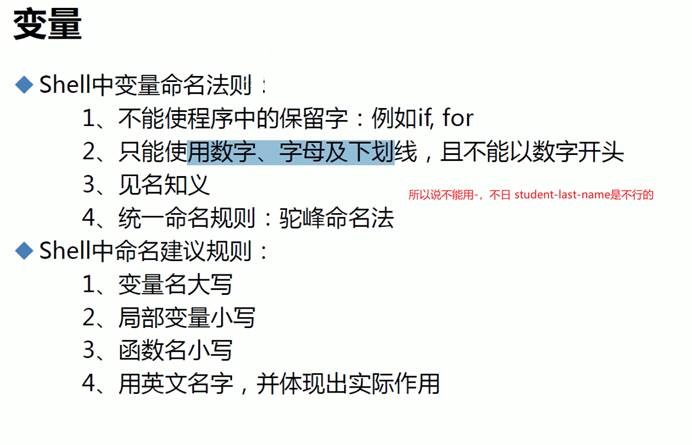 变量
Shell中变量命名法则：
1、不能使程序中的保留字：例如if, for
2、只能使用数字、字母及下划线，且不能以数字开头
3、见名知义
所以说不能用-，不日 student-last-name是不行的
4、统一命名规则：驼峰命名法
Shell中命名建议规则：
1、变量名大写
2、局部变量小写
3、函数名小写
4、用英文名字，并体现出实际作用